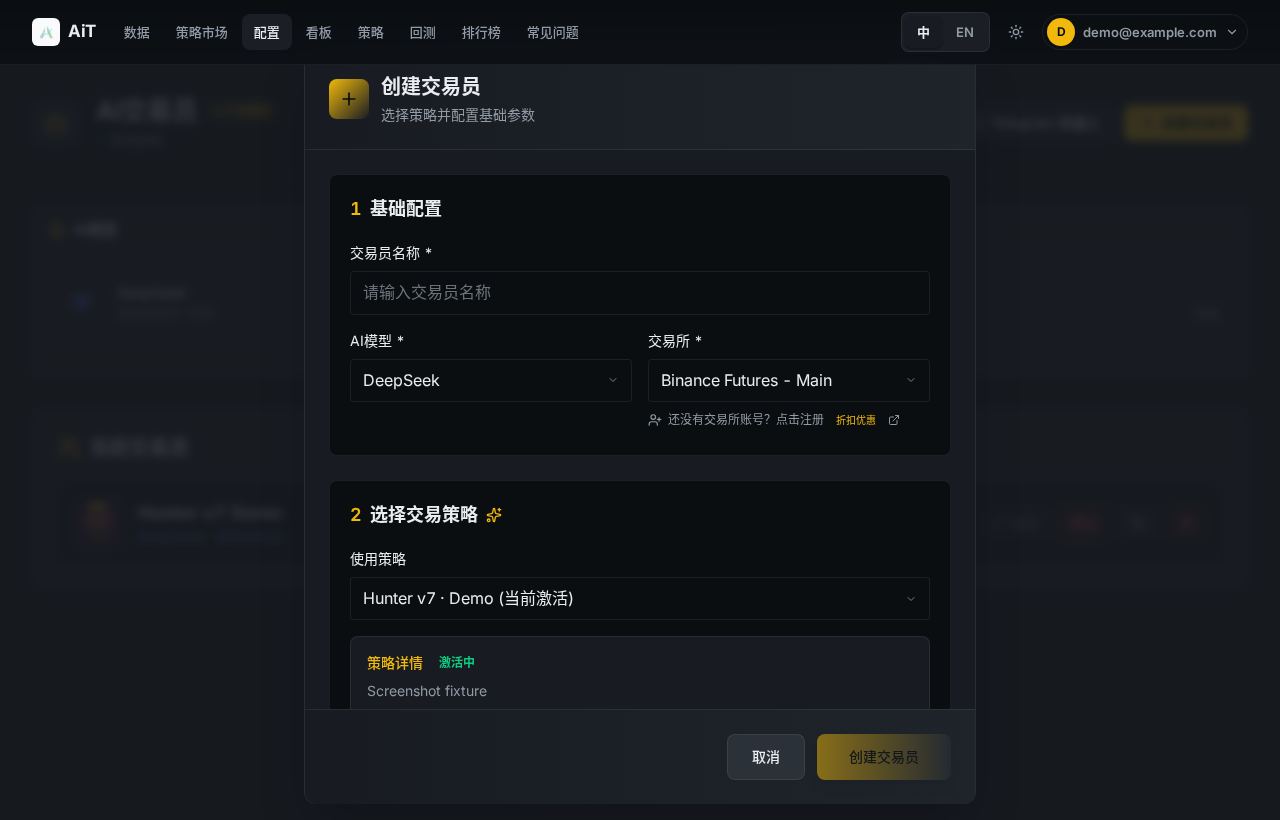 AiT
数据
策略市场
配置
看板
策略
回测
排行榜
常见问题
中
EN
D
demo@example.com
创建交易员
选择策略并配置基础参数
1 基础配置
交易员名称 *
请输入交易员名称
AI模型 *
交易所 *
DeepSeek
Binance Futures - Main
还没有交易所账号？点击注册 折扣优惠
2 选择交易策略
使用策略
Hunter v7 · Demo (当前激活)
策略详情 激活中
Screenshot fixture
取消
创建交易员